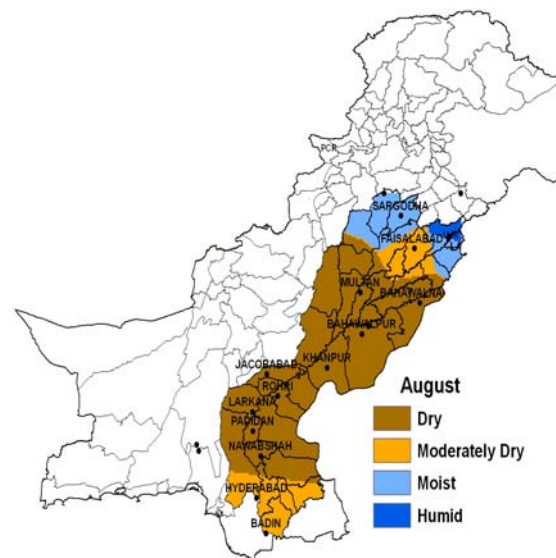 PCR
SARGODHA
FAISALABAD
MULTAN
BAHAWALNA
BAHAWALPUR
KHANPUR
JACOBABAD
ROHRI
LARKANA
PADIDAN
NAWABSHAH
HYDERABAD
BADIN
August
Dry
Moderately Dry
Moist
Humid